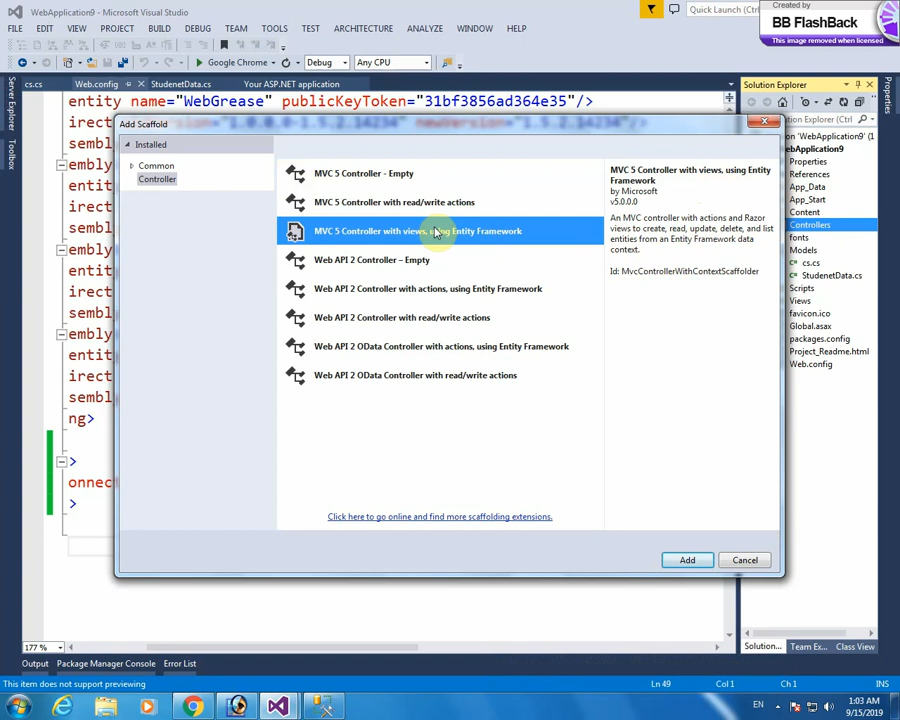 WebApplication9 - Microsoft Visual Studio
Quick Launch (
Created by
BB FlashBack
This image removed when licensed
FILE EDIT VIEW PROJECT BUILD DEBUG TEAM TOOLS TEST ARCHITECTURE ANALYZE WINDOW HELP
Google Chrome Debug Any CPU
cs.cs Web.config StudenetData.cs Your ASP.NET application
Server Explorer
Toolbox
entity name="WebGrease" publicKeyToken="31bf3856ad364e35"/>
sembl
embly
entity
irect
sembl
ng>
>
onnec
>
Add Scaffold
Installed
Common
Controller
MVC 5 Controller - Empty
MVC 5 Controller with read/write actions
MVC 5 Controller with views, using Entity Framework
Web API 2 Controller – Empty
Web API 2 Controller with actions, using Entity Framework
Web API 2 Controller with read/write actions
Web API 2 OData Controller with actions, using Entity Framework
Web API 2 OData Controller with read/write actions
Click here to go online and find more scaffolding extensions.
MVC 5 Controller with views, using Entity
Framework
by Microsoft
v5.0.0.0
An MVC controller with actions and Razor
views to create, read, update, delete, and list
entities from an Entity Framework data
context.
Id: MvcControllerWithContextScaffolder
Add Cancel
Solution Explorer
Explorer (Ctrl+;)
ebApplication9
Properties
References
App_Data
App_Start
Content
Controllers
fonts
Models
cs.cs
StudenetData.cs
Scripts
Views
favicon.ico
Global.asax
packages.config
Project_Readme.html
Web.config
Properties
177 %
Solution... Team Ex... Class View
Output Package Manager Console Error List
This item does not support previewing Ln 49 Col 1 Ch 1 INS
EN
1:03 AM
9/15/2019